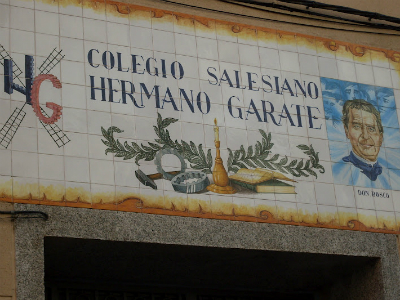 HG
COLEGIO SALESIANO
HERMANO GARATE
DON BOSCO